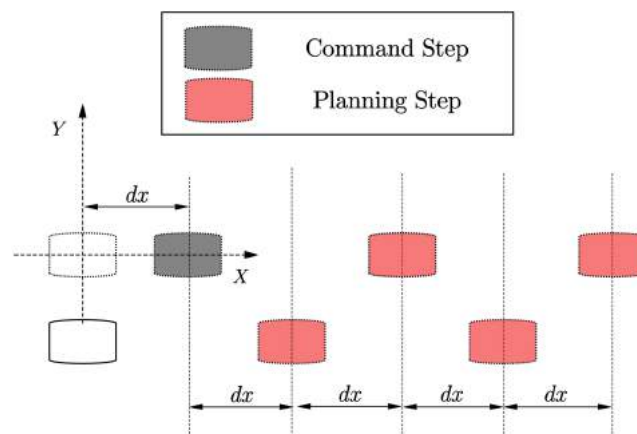 Command Step
Planning Step
Y
dx
X
dx dx dx dx